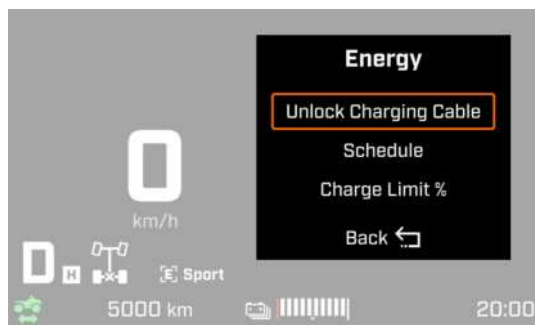 Energy
Unlock Charging Cable
Schedule
Charge Limit %
Back
0
km/h
D H [E] Sport
5000 km
20:00